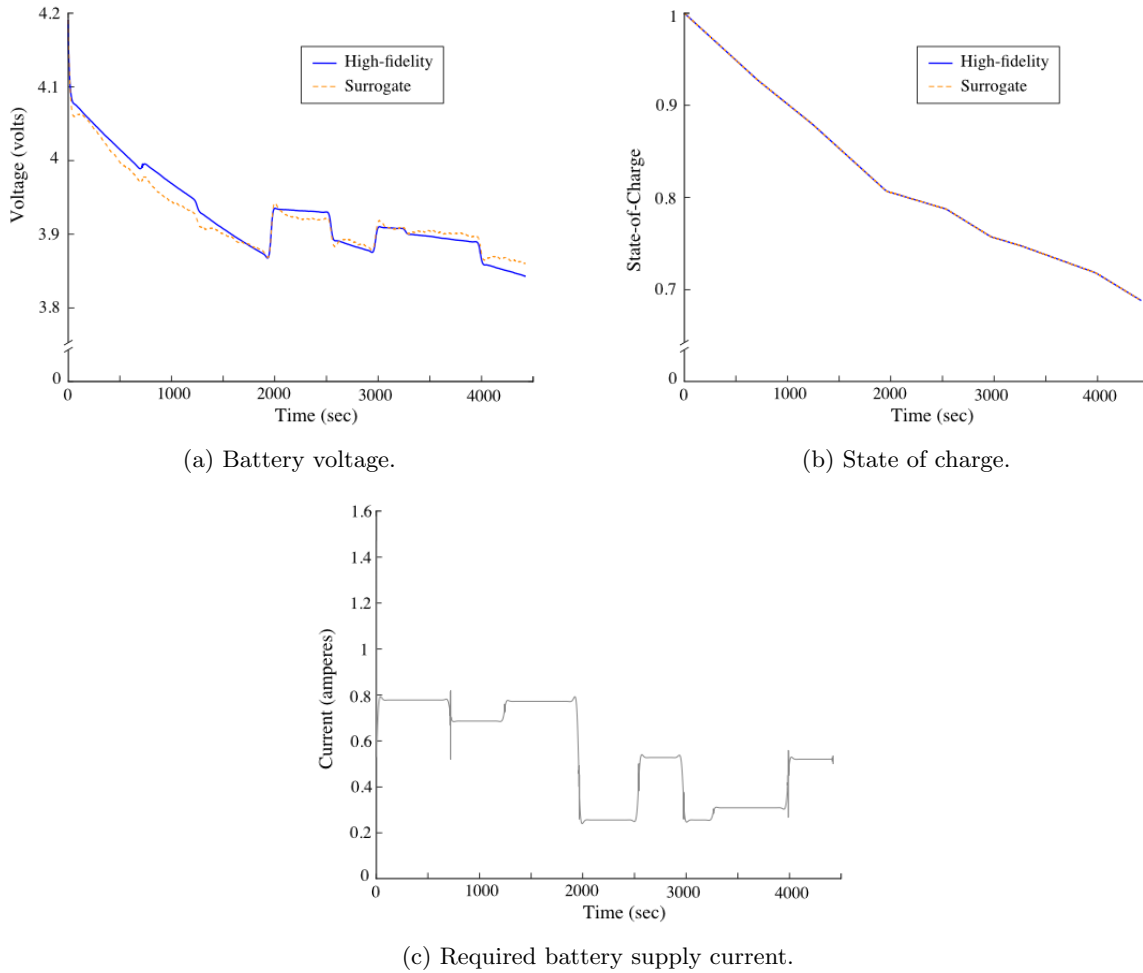 4.2
4.1
4
3.9
3.8
0
Voltage (volts)
High-fidelity
Surrogate
0
1000
2000
3000
4000
Time (sec)
(a) Battery voltage.
1
0.9
0.8
0.7
0
State-of-Charge
High-fidelity
Surrogate
0
1000
2000
3000
4000
Time (sec)
(b) State of charge.
1.6
1.4
1.2
1
0.8
0.6
0.4
0.2
0
Current (amperes)
0
1000
2000
3000
4000
Time (sec)
(c) Required battery supply current.